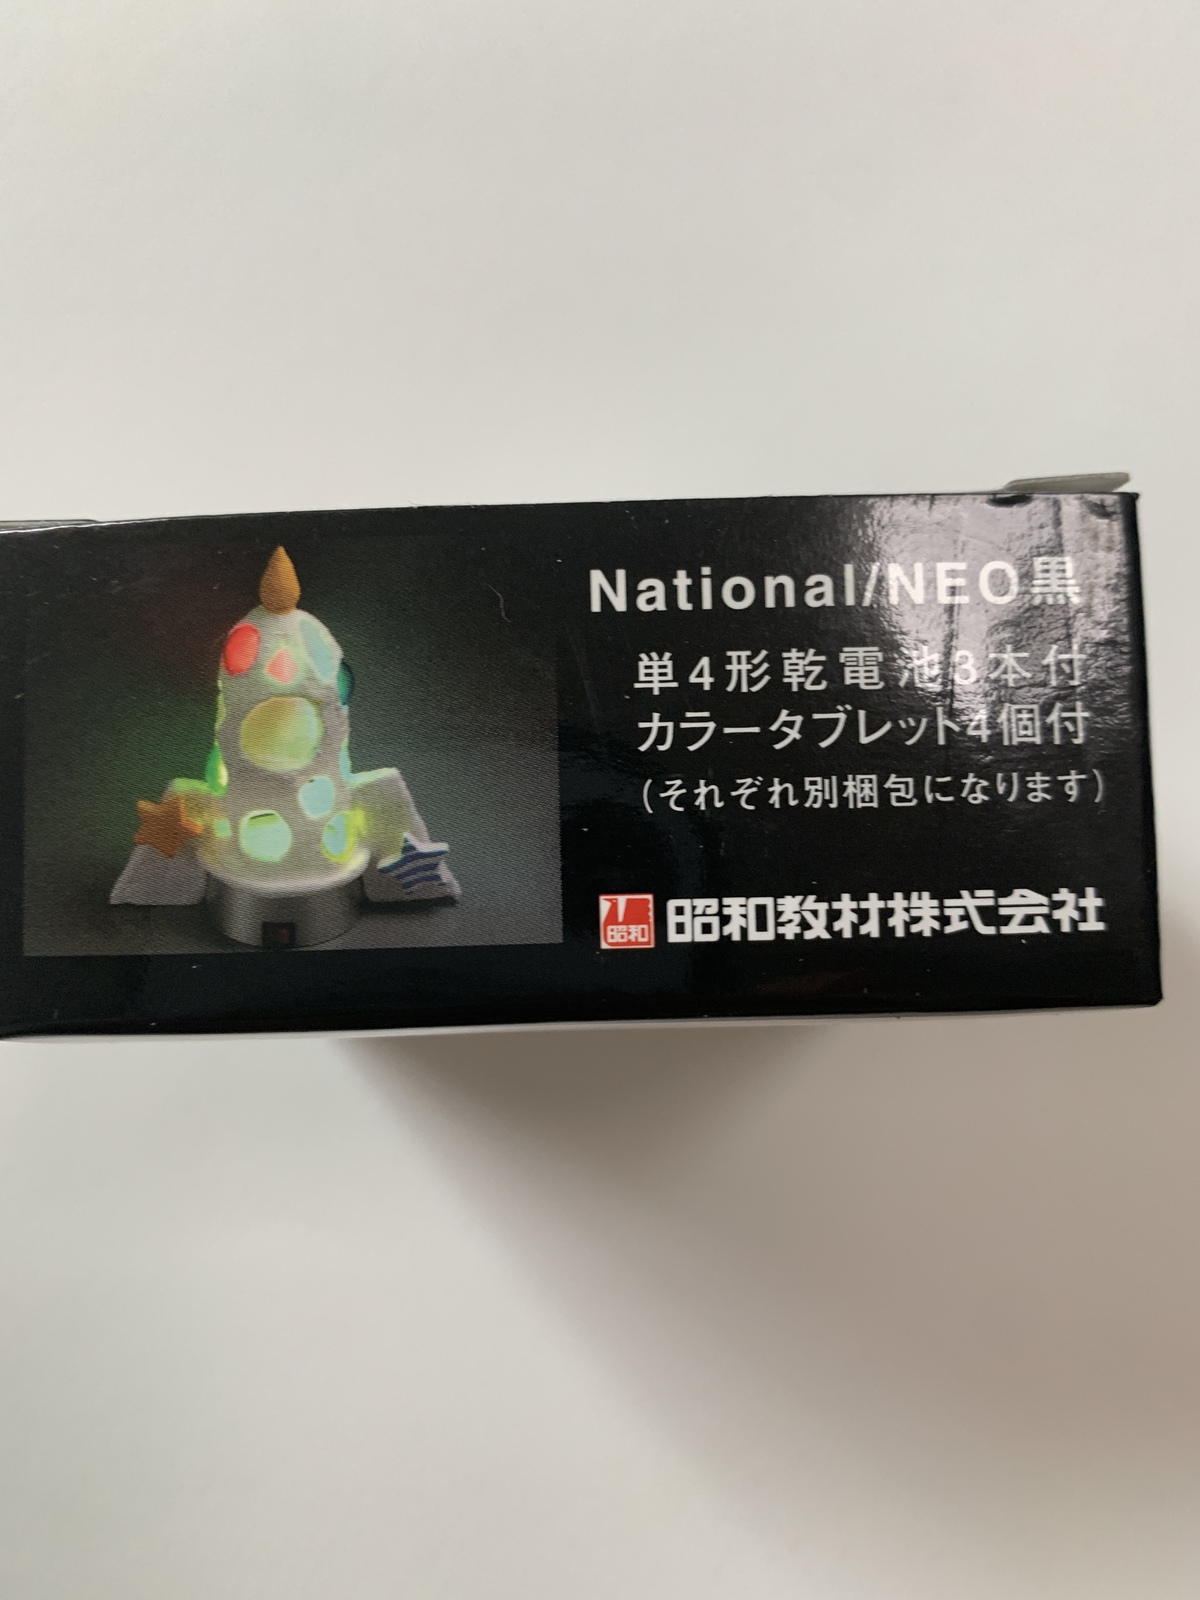 National/NEO黒
単4形乾電池3本付
カラータブレット4個付
(それぞれ別梱包になります)
昭和 昭和教材株式会社